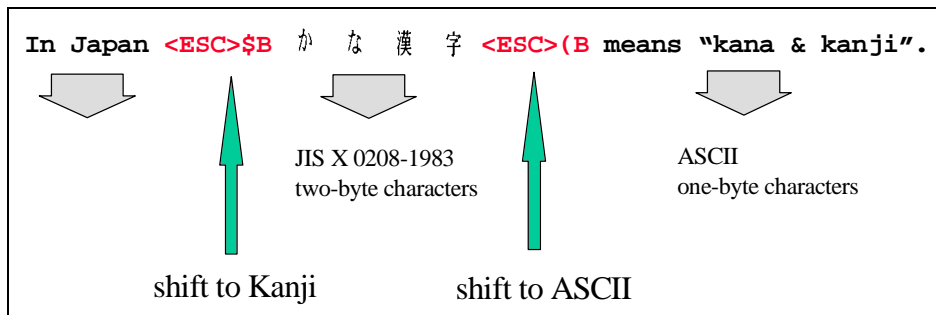 In Japan <ESC>$B か な 漢 字 <ESC>(B means “kana & kanji”.
JIS X 0208-1983
two-byte characters
ASCII
one-byte characters
shift to Kanji
shift to ASCII